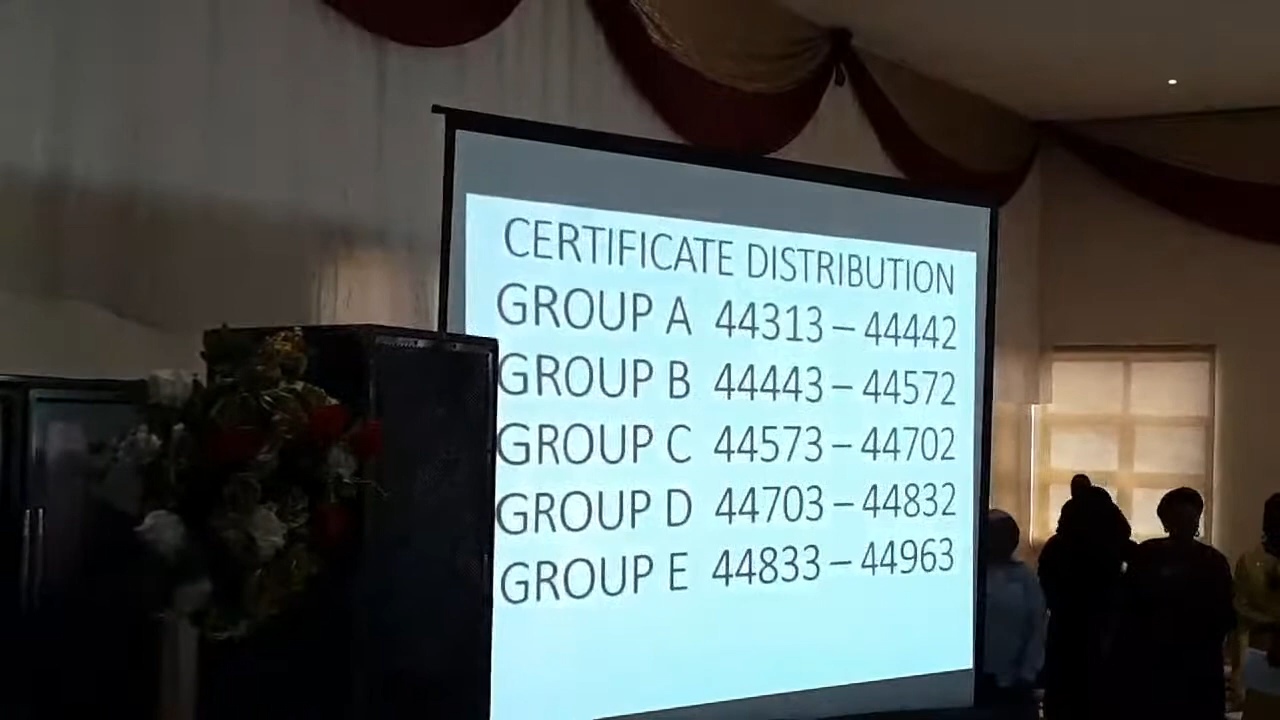 CERTIFICATE DISTRIBUTION
GROUP A 44313 – 44442
GROUP B 44443 – 44572
GROUP C 44573 – 44702
GROUP D 44703 – 44832
GROUP E 44833 – 44963